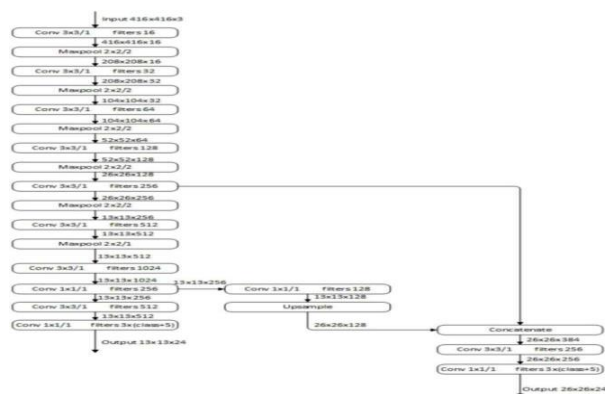 Input 416x416x3
Conv 3x3/1 filters 16
416x416x16
Maxpool 2x2/2
208x208x16
Conv 3x3/1 filters 32
208x208x32
Maxpool 2x2/2
104x104x32
Conv 3x3/1 filters 64
104x104x64
Maxpool 2x2/2
52x52x64
Conv 3x3/1 filters 128
52x52x128
Maxpool 2x2/2
26x26x128
Conv 3x3/1 filters 256
26x26x256
Maxpool 2x2/2
13x13x256
Conv 3x3/1 filters 512
13x13x512
Maxpool 2x2/1
13x13x512
Conv 3x3/1 filters 1024
13x13x1024
Conv 1x1/1 filters 256
13x13x256
Conv 3x3/1 filters 512
13x13x512
Conv 1x1/1 filters 3x(class+5)
Output 13x13x24
13x13x256
Conv 1x1/1 filters 128
13x13x128
Upsample
26x26x128
Concatenate
26x26x384
Conv 3x3/1 filters 256
26x26x256
Conv 1x1/1 filters 3x(class+5)
Output 26x26x24